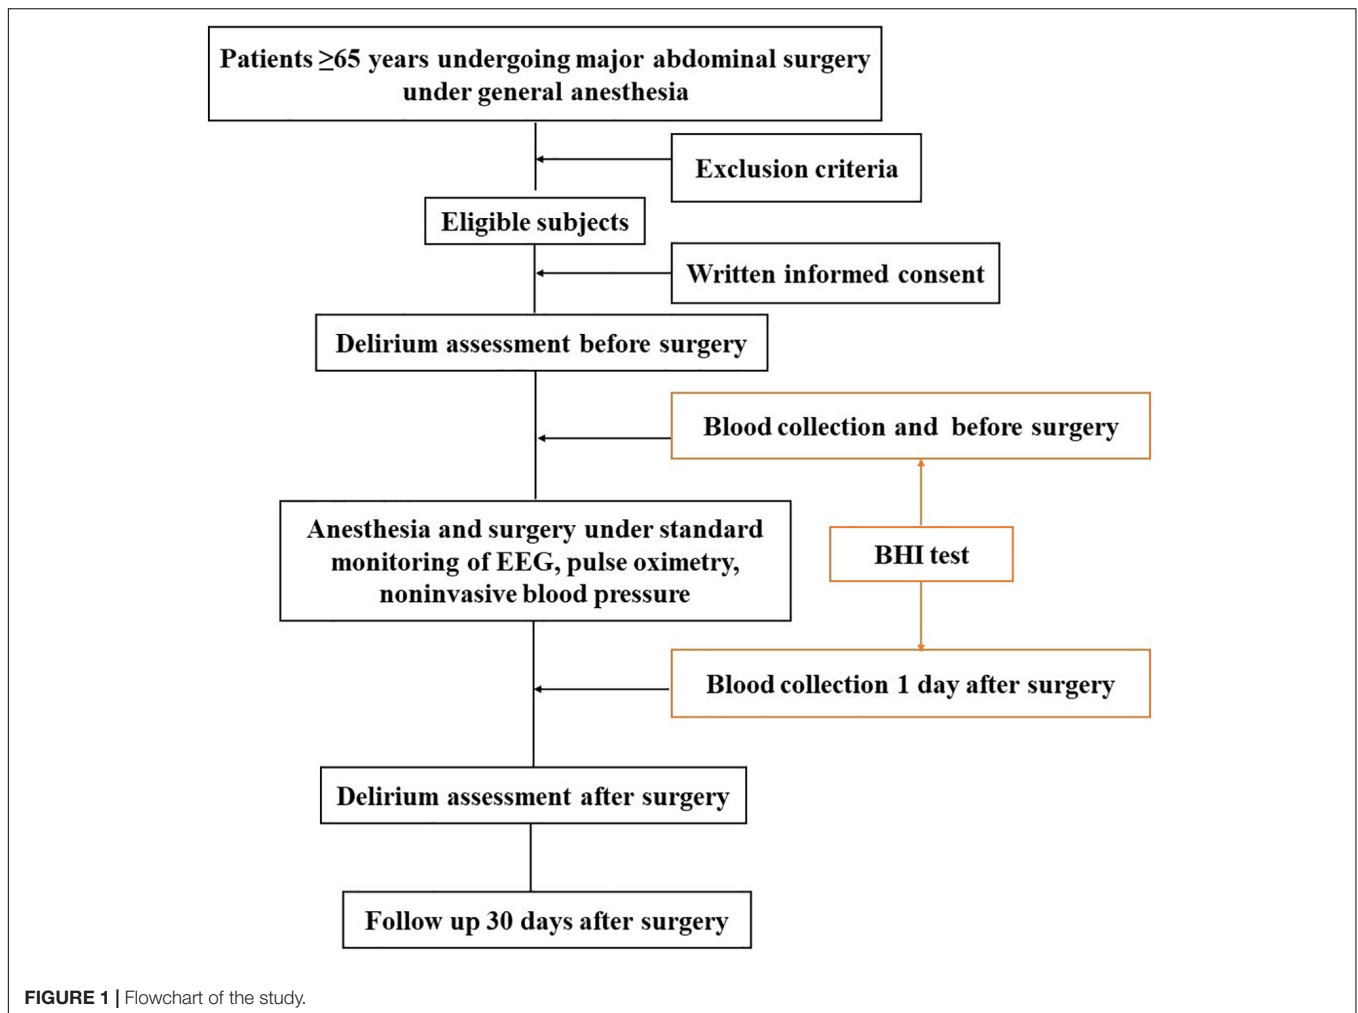 Patients ≥65 years undergoing major abdominal surgery
under general anesthesia
Exclusion criteria
Eligible subjects
Written informed consent
Delirium assessment before surgery
Blood collection and before surgery
Anesthesia and surgery under standard
monitoring of EEG, pulse oximetry,
noninvasive blood pressure
BHI test
Blood collection 1 day after surgery
Delirium assessment after surgery
Follow up 30 days after surgery
FIGURE 1 | Flowchart of the study.